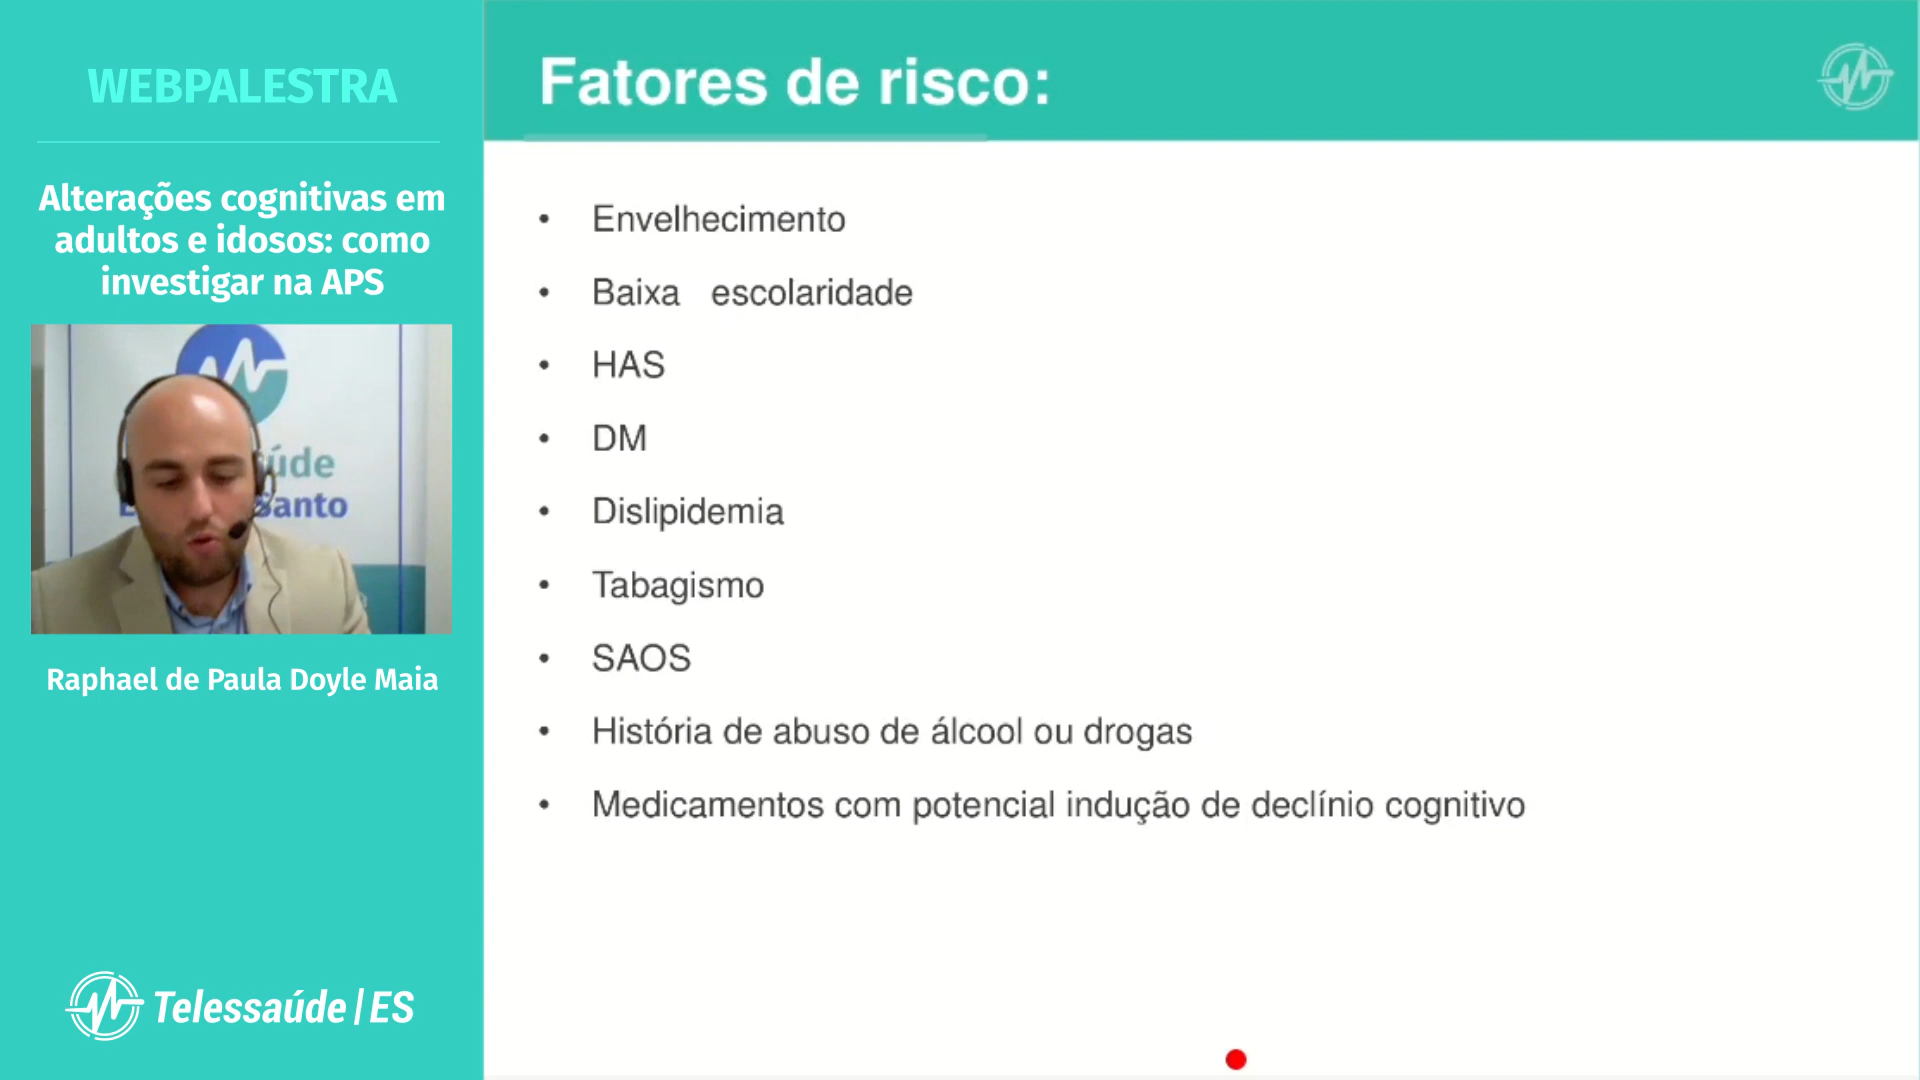 WEBPALESTRA
Alterações cognitivas em
adultos e idosos: como
investigar na APS
úde
Santo
Raphael de Paula Doyle Maia
Telessaúde|ES
Fatores de risco:
• Envelhecimento
• Baixa escolaridade
• HAS
• DM
• Dislipidemia
• Tabagismo
• SAOS
• História de abuso de álcool ou drogas
• Medicamentos com potencial indução de declínio cognitivo